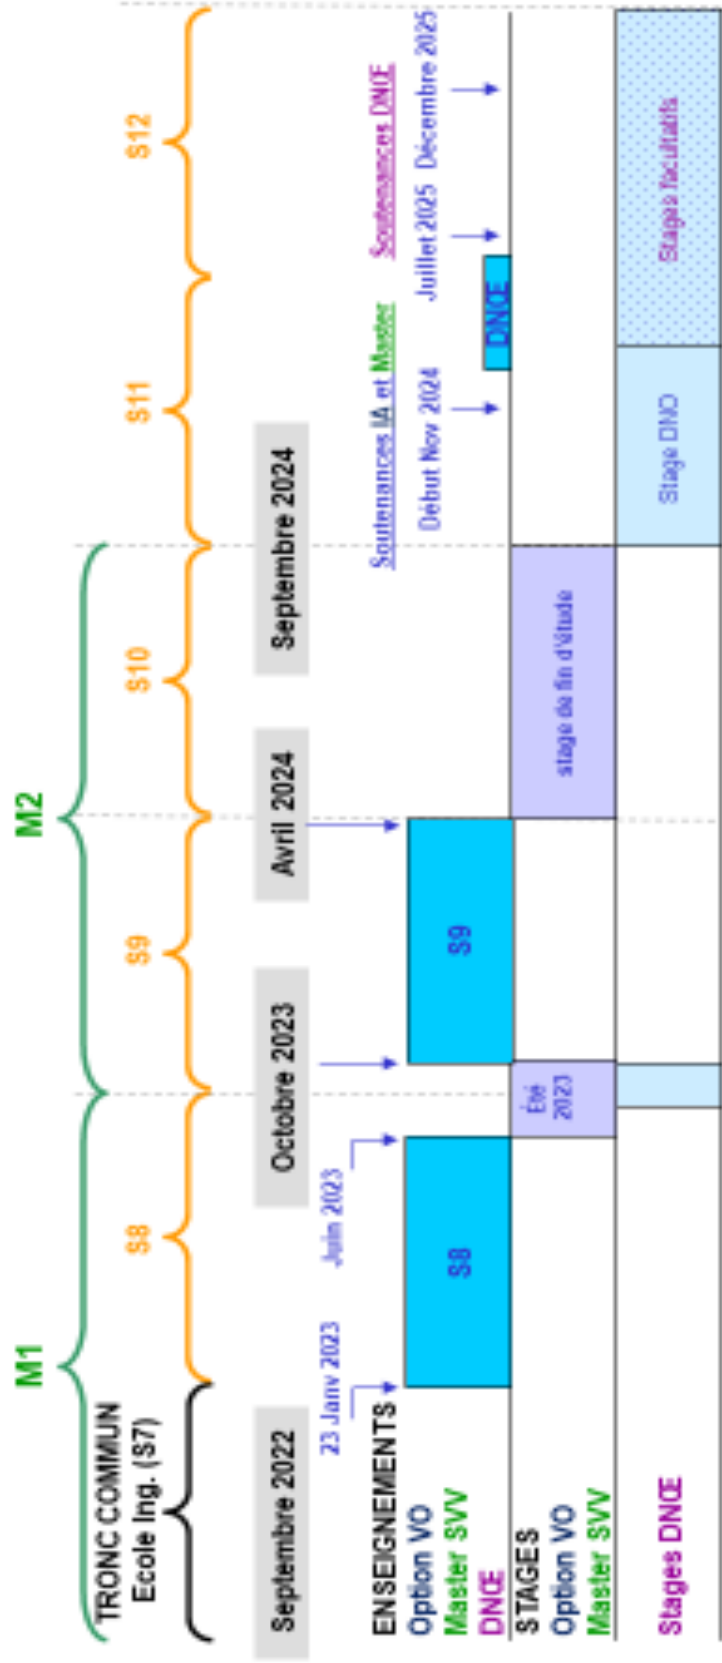 M1
M2
TRONC COMMUN
Ecole Ing. (S7)
S8
S9
S10
S11
S12
Septembre 2022
Octobre 2023
Avril 2024
Septembre 2024
23 Janv 2023
Juin 2023
Soutenances IA et Master
Soutenances DNŒ
Début Nov 2024
Juillet 2025
Décembre 2025
ENSEIGNEMENTS
Option VO
Master SVV
DNŒ
S8
S9
DNŒ
STAGES
Option VO
Master SVV
Été
2023
stage de fin d'étude
Stages DNŒ
Stage DNO
Stages facultatifs